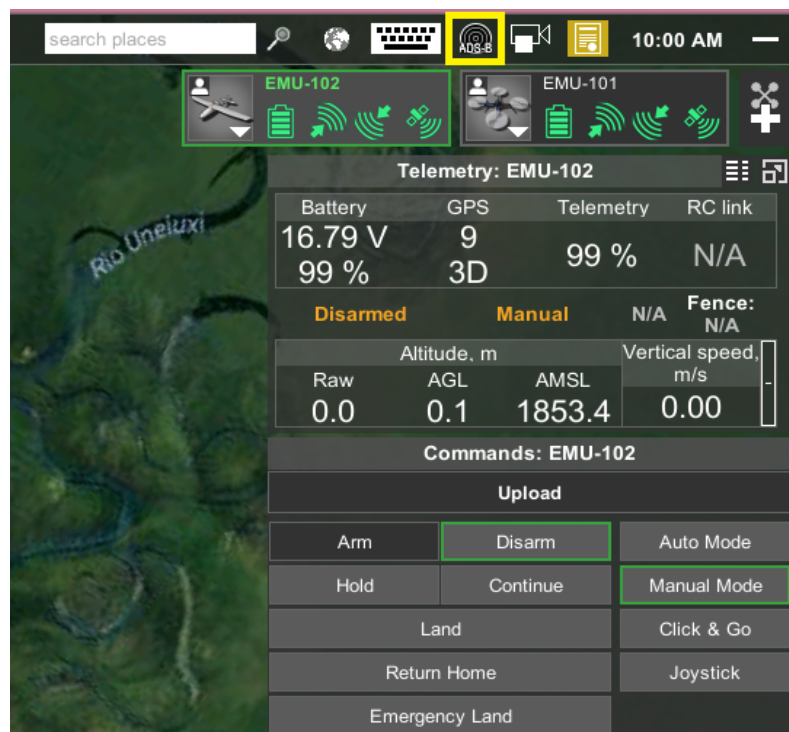 search places
ADS-B
10:00 AM
EMU-102
EMU-101
Rio Uneiuxi
Telemetry: EMU-102
Battery GPS Telemetry RC link
16.79 V 9 99 % N/A
99 % 3D
Disarmed Manual N/A Fence:
N/A
Altitude, m Vertical speed,
m/s
Raw AGL AMSL
0.0 0.1 1853.4 0.00
-
Commands: EMU-102
Upload
Arm Disarm Auto Mode
Hold Continue Manual Mode
Land Click & Go
Return Home Joystick
Emergency Land